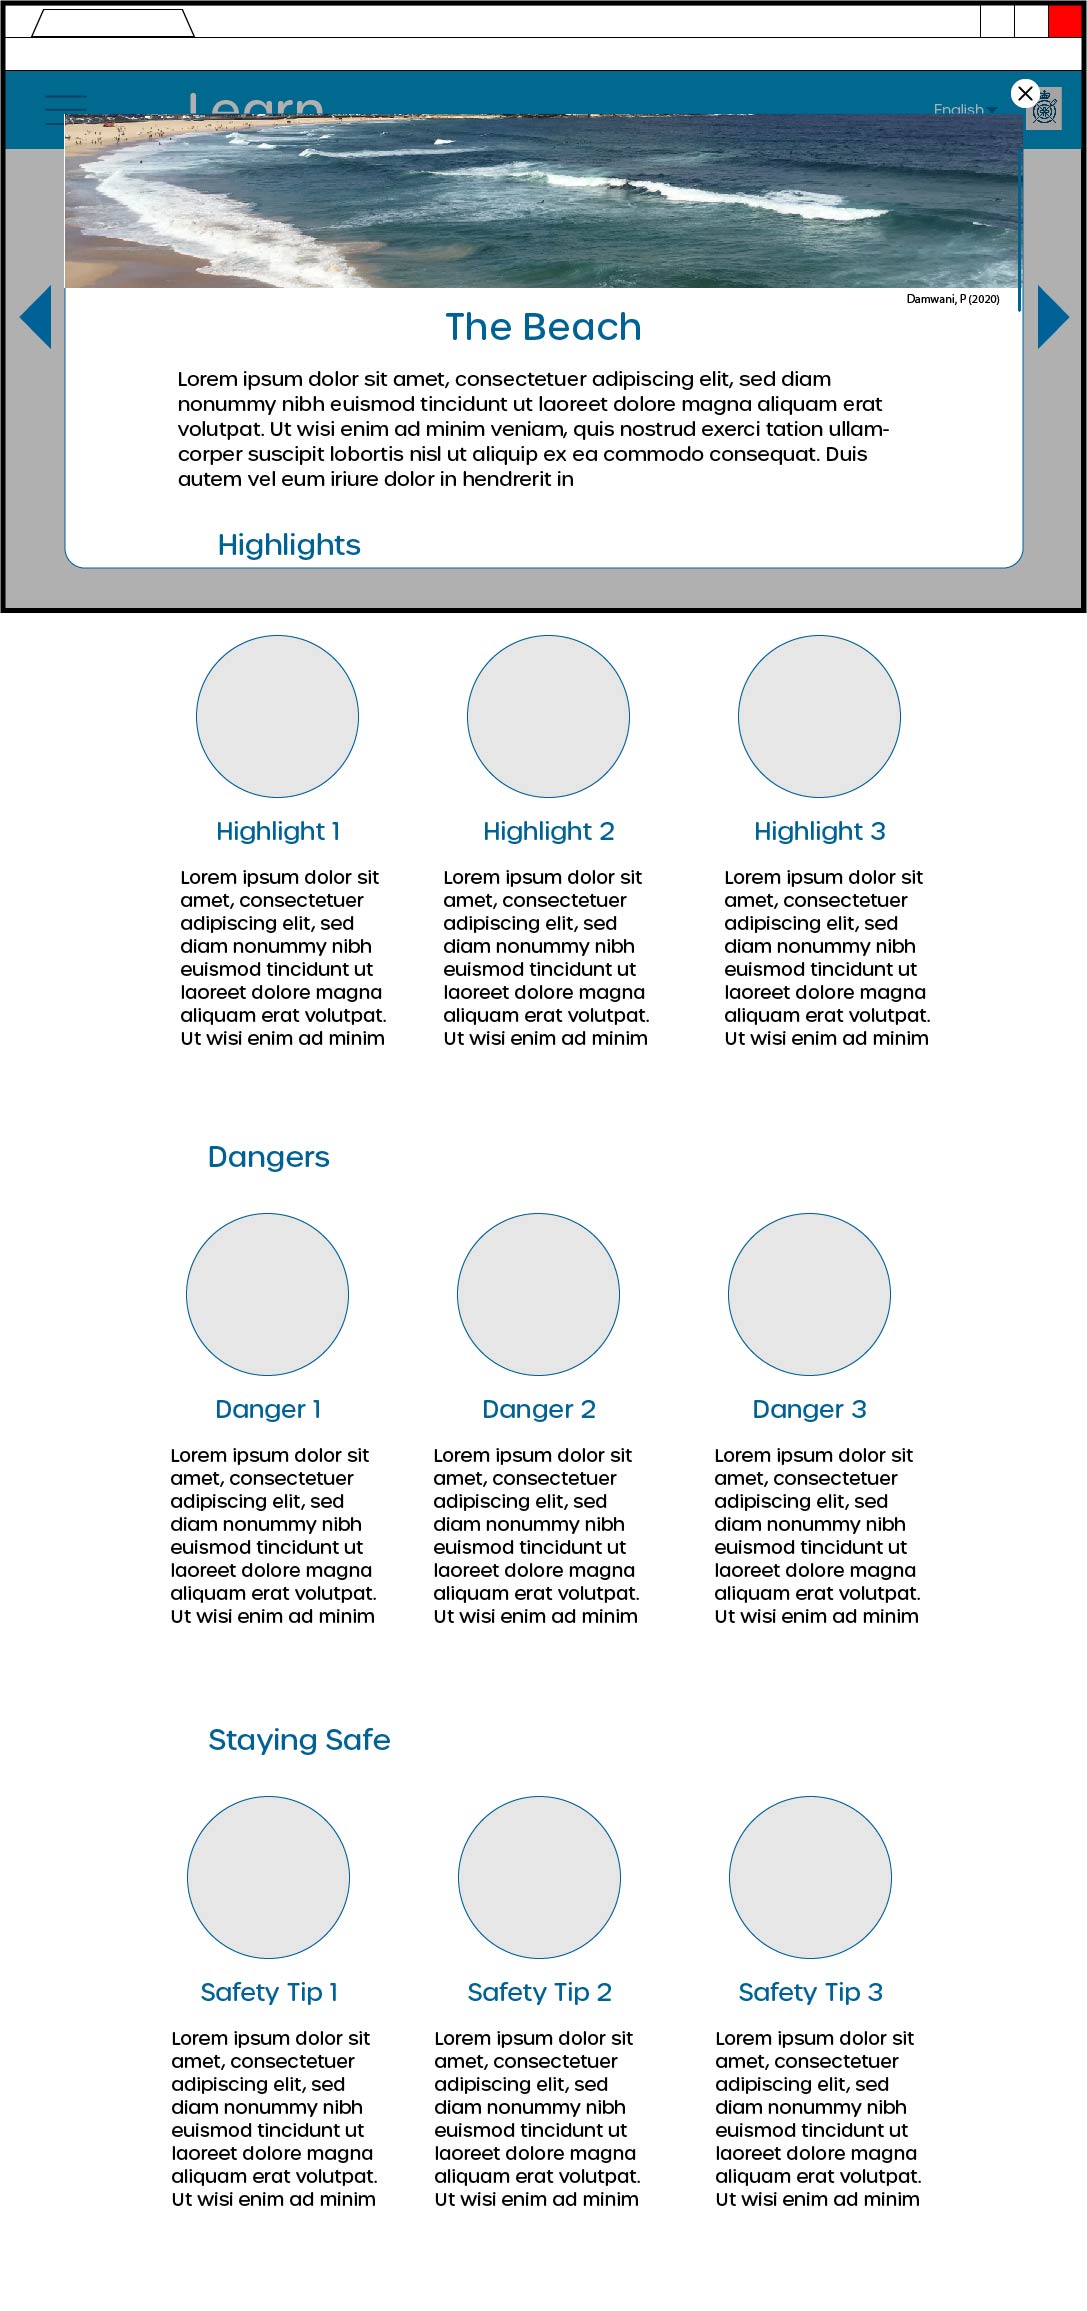 Learn
English
Damwani, P (2020)
The Beach
Lorem ipsum dolor sit amet, consectetuer adipiscing elit, sed diam
nonummy nibh euismod tincidunt ut laoreet dolore magna aliquam erat
volutpat. Ut wisi enim ad minim veniam, quis nostrud exerci tation ullam-
corper suscipit lobortis nisl ut aliquip ex ea commodo consequat. Duis
autem vel eum iriure dolor in hendrerit in
Highlights
Highlight 1
Lorem ipsum dolor sit
amet, consectetuer
adipiscing elit, sed
diam nonummy nibh
euismod tincidunt ut
laoreet dolore magna
aliquam erat volutpat.
Ut wisi enim ad minim
Highlight 2
Lorem ipsum dolor sit
amet, consectetuer
adipiscing elit, sed
diam nonummy nibh
euismod tincidunt ut
laoreet dolore magna
aliquam erat volutpat.
Ut wisi enim ad minim
Highlight 3
Lorem ipsum dolor sit
amet, consectetuer
adipiscing elit, sed
diam nonummy nibh
euismod tincidunt ut
laoreet dolore magna
aliquam erat volutpat.
Ut wisi enim ad minim
Dangers
Danger 1
Lorem ipsum dolor sit
amet, consectetuer
adipiscing elit, sed
diam nonummy nibh
euismod tincidunt ut
laoreet dolore magna
aliquam erat volutpat.
Ut wisi enim ad minim
Danger 2
Lorem ipsum dolor sit
amet, consectetuer
adipiscing elit, sed
diam nonummy nibh
euismod tincidunt ut
laoreet dolore magna
aliquam erat volutpat.
Ut wisi enim ad minim
Danger 3
Lorem ipsum dolor sit
amet, consectetuer
adipiscing elit, sed
diam nonummy nibh
euismod tincidunt ut
laoreet dolore magna
aliquam erat volutpat.
Ut wisi enim ad minim
Staying Safe
Safety Tip 1
Lorem ipsum dolor sit
amet, consectetuer
adipiscing elit, sed
diam nonummy nibh
euismod tincidunt ut
laoreet dolore magna
aliquam erat volutpat.
Ut wisi enim ad minim
Safety Tip 2
Lorem ipsum dolor sit
amet, consectetuer
adipiscing elit, sed
diam nonummy nibh
euismod tincidunt ut
laoreet dolore magna
aliquam erat volutpat.
Ut wisi enim ad minim
Safety Tip 3
Lorem ipsum dolor sit
amet, consectetuer
adipiscing elit, sed
diam nonummy nibh
euismod tincidunt ut
laoreet dolore magna
aliquam erat volutpat.
Ut wisi enim ad minim